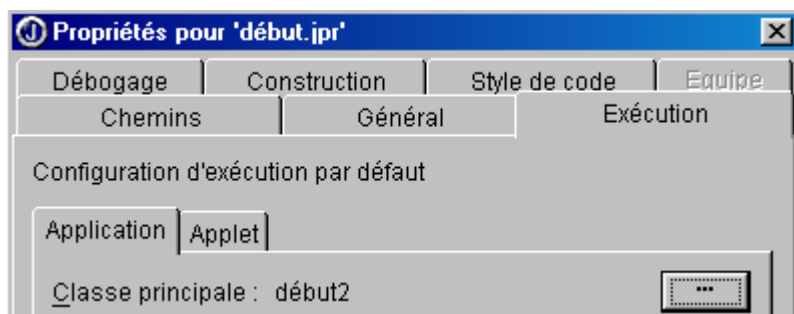 Propriétés pour 'début.jpr'
Débogage Construction Style de code Equipe
Chemins Général Exécution
Configuration d'exécution par défaut
Application Applet
Classe principale : début2 ...